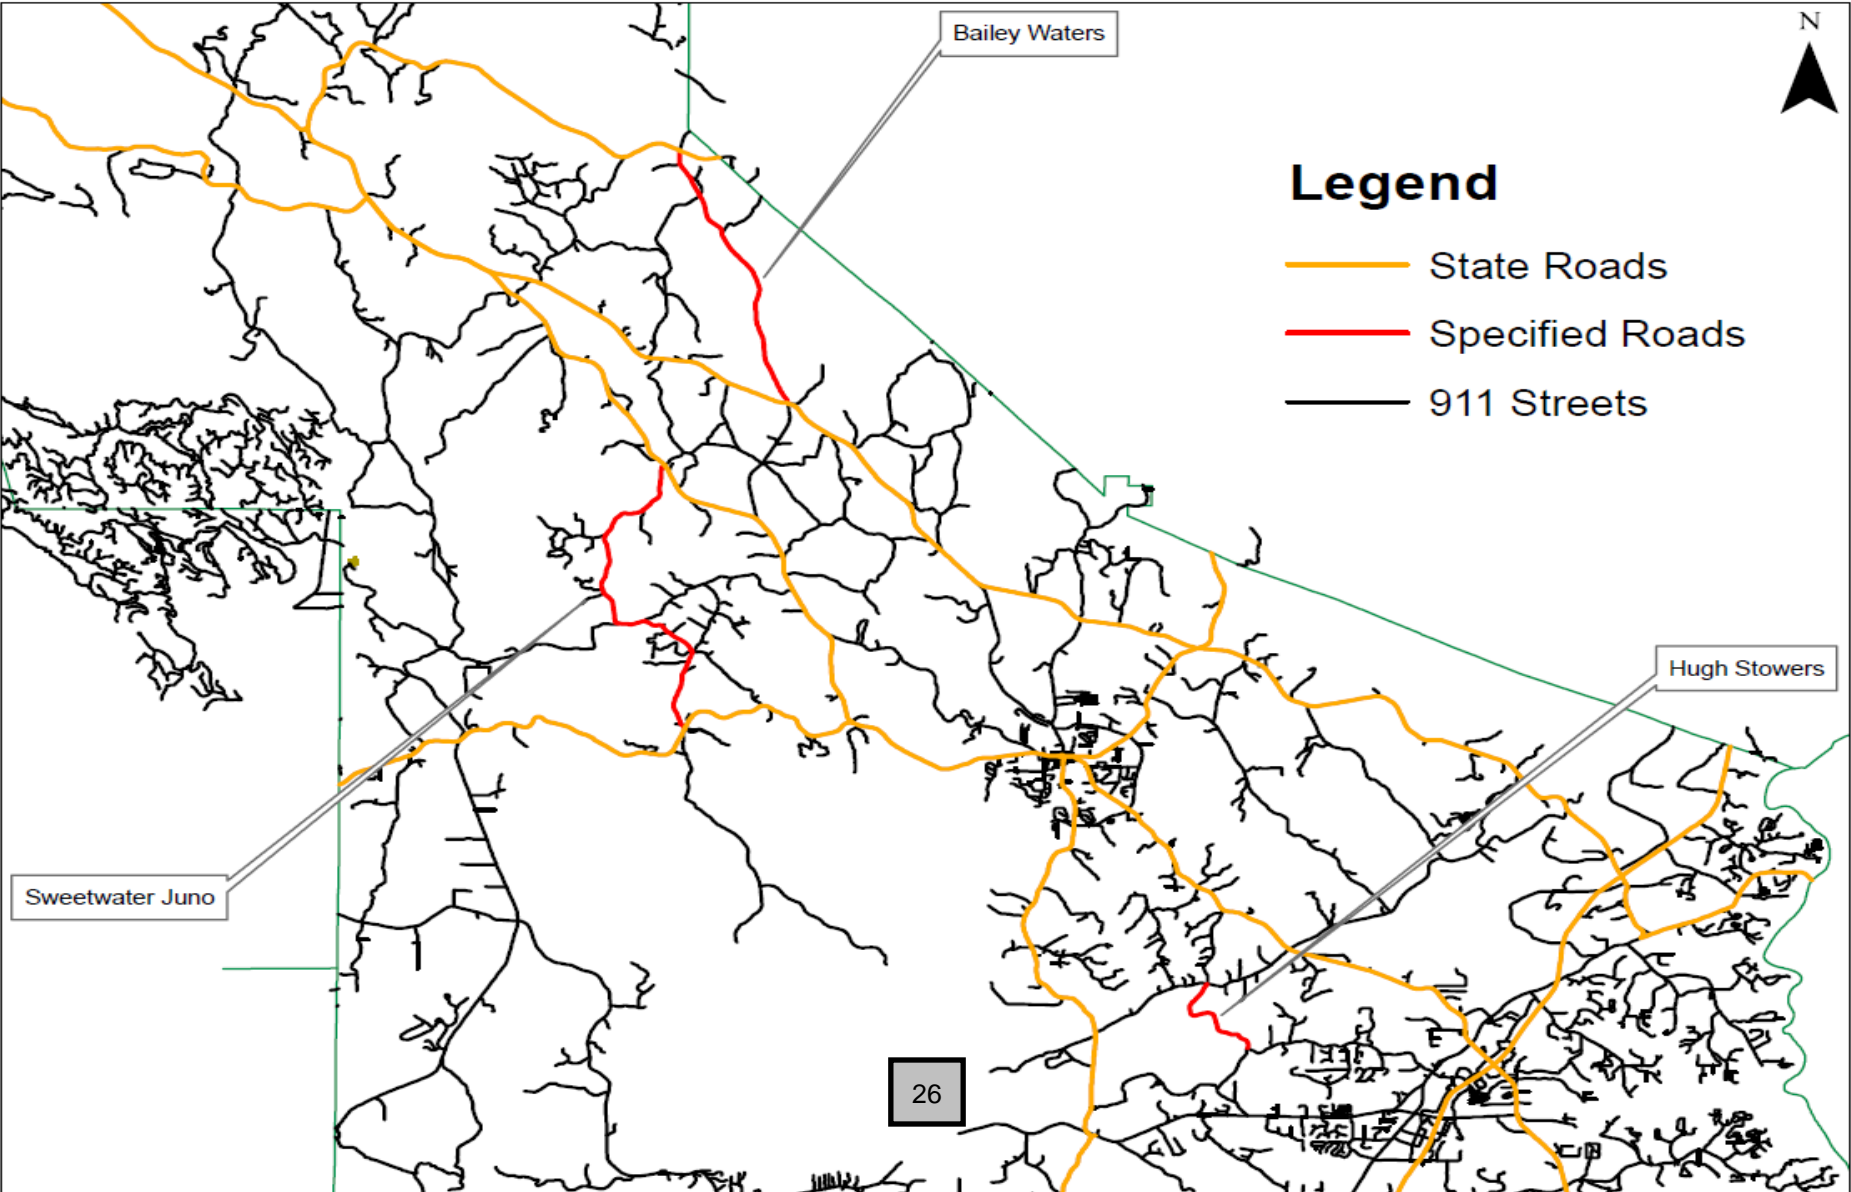 Bailey Waters
N
Legend
State Roads
Specified Roads
911 Streets
Hugh Stowers
Sweetwater Juno
26